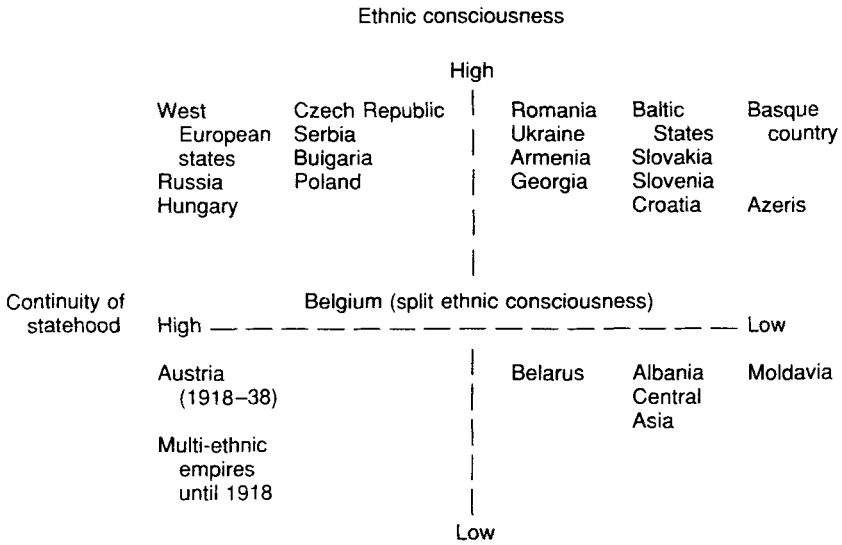 Ethnic consciousness
High
West Czech Republic Romania Baltic Basque
European Serbia Ukraine States country
states Bulgaria Armenia Slovakia
Russia Poland Georgia Slovenia
Hungary Croatia Azeris
Continuity of Belgium (split ethnic consciousness)
statehood High Low
Austria Belarus Albania Moldavia
(1918–38) Central
Asia
Multi-ethnic
empires
until 1918
Low